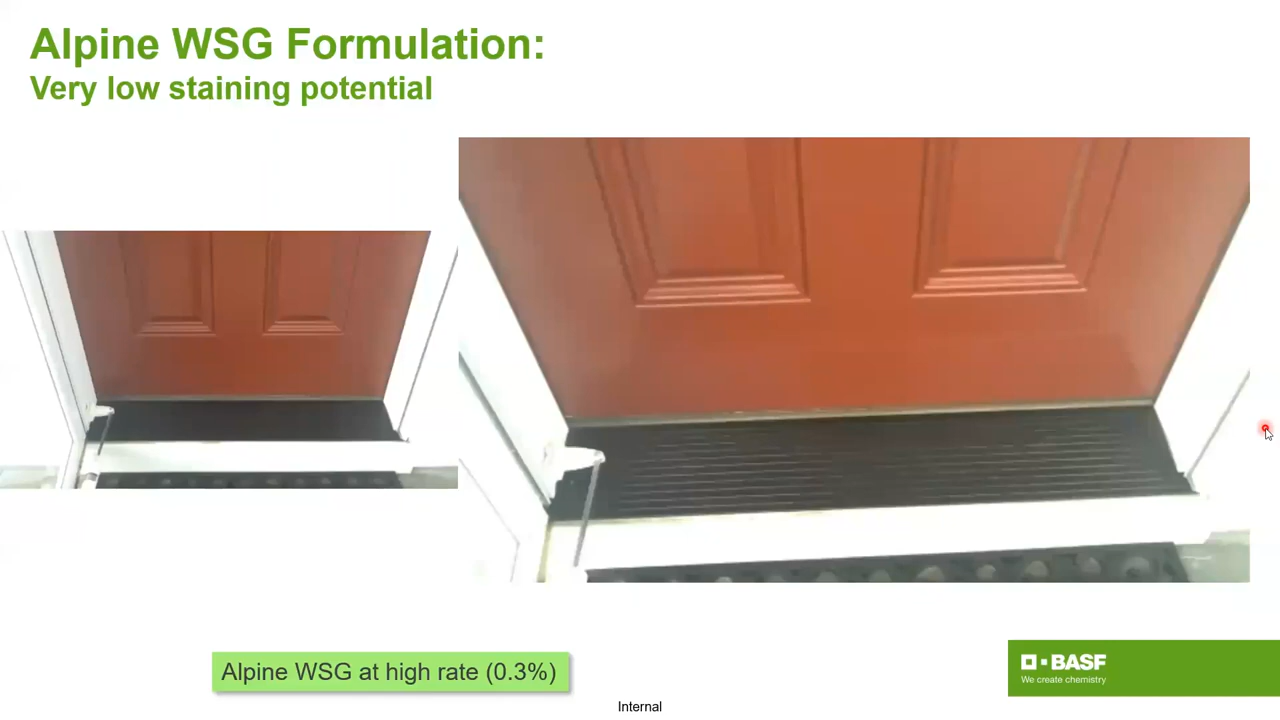 Alpine WSG Formulation:
Very low staining potential
Alpine WSG at high rate (0.3%)
BASF
We create chemistry
Internal